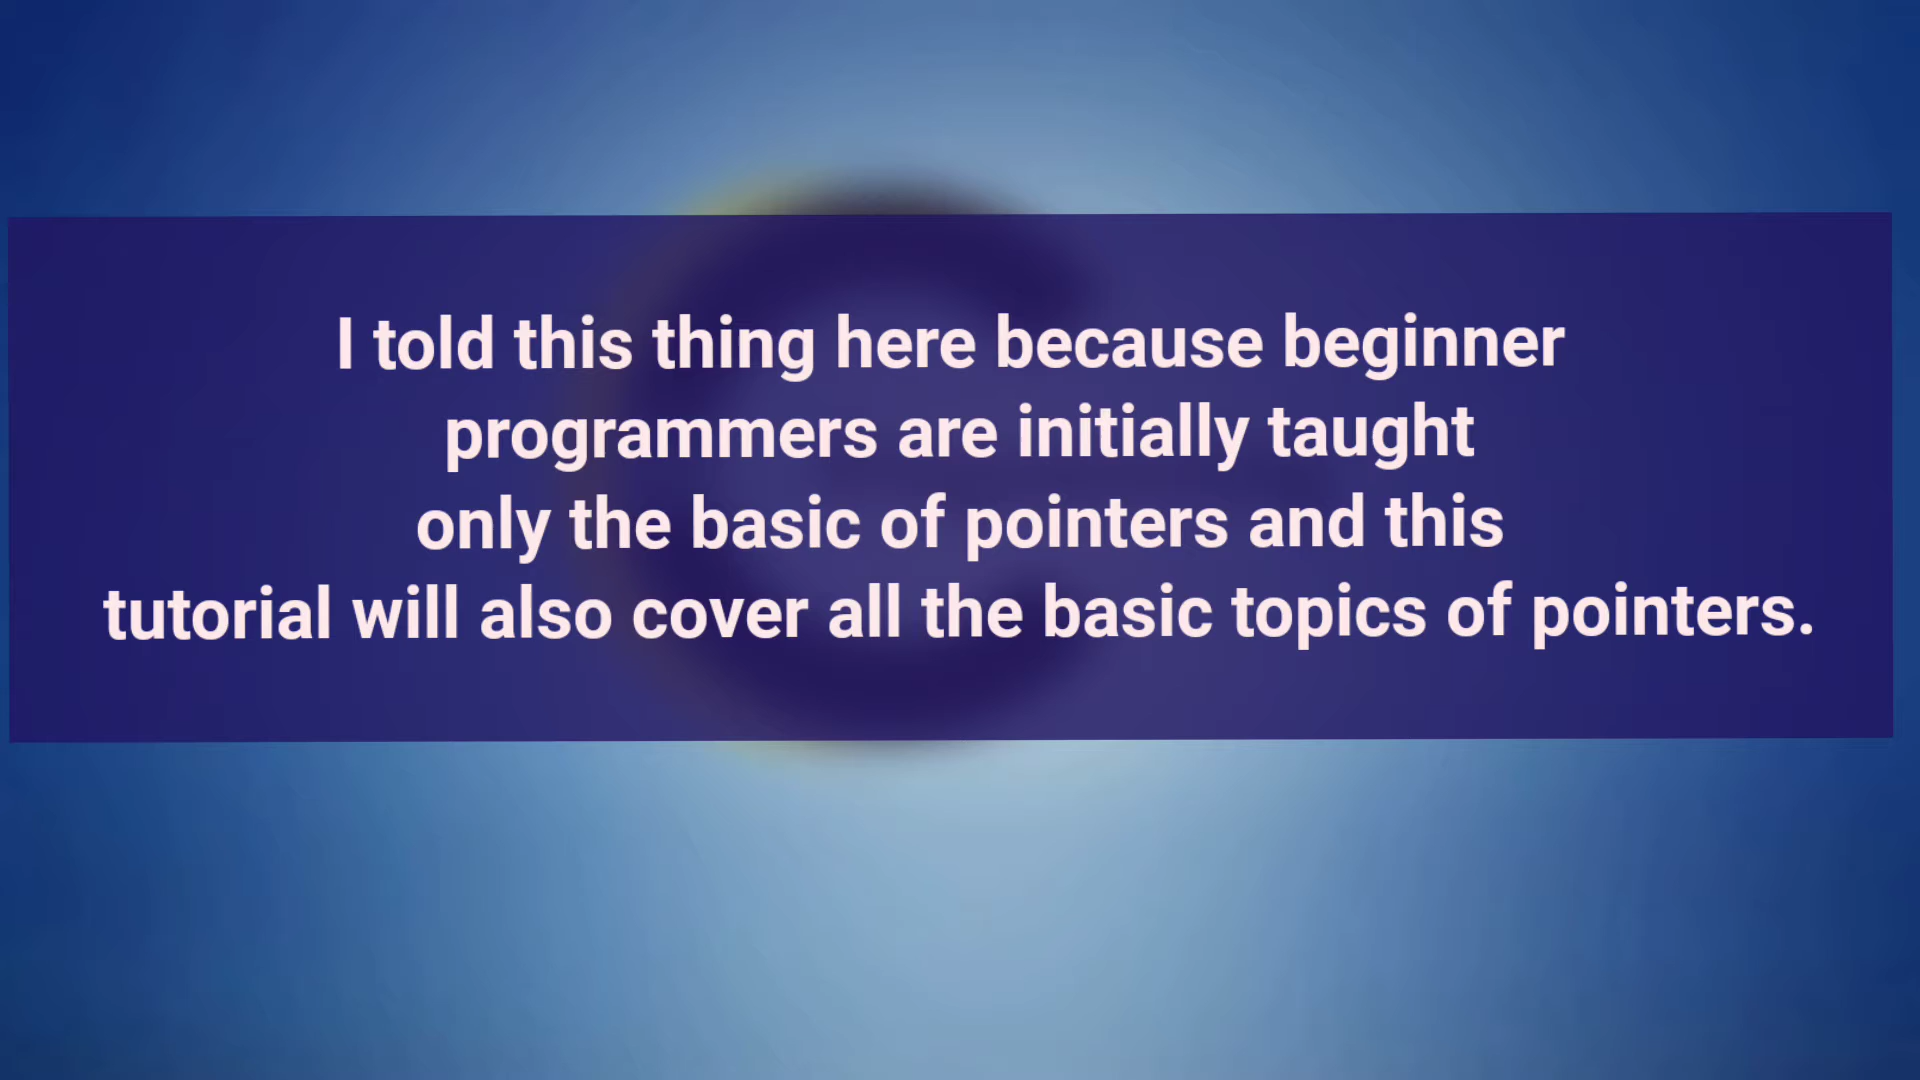 I told this thing here because beginner
programmers are initially taught
only the basic of pointers and this
tutorial will also cover all the basic topics of pointers.